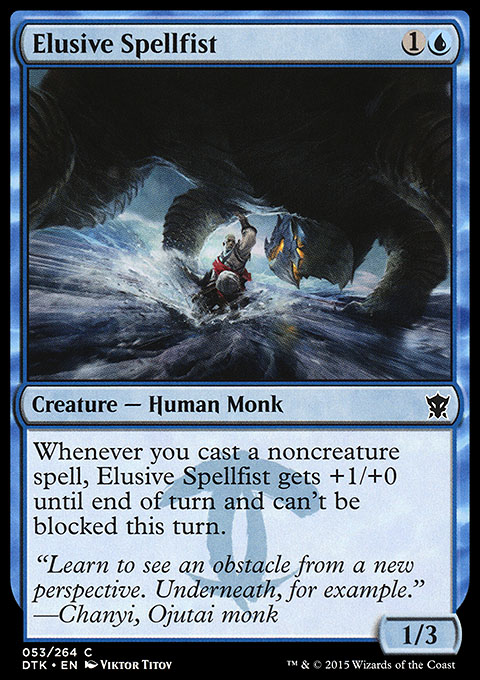 Elusive Spellfist 1
Creature — Human Monk
Whenever you cast a noncreature
spell, Elusive Spellfist gets +1/+0
until end of turn and can't be
blocked this turn.
“Learn to see an obstacle from a new
perspective. Underneath, for example.”
—Chanyi, Ojutai monk
1/3
053/264 C
DTK • EN Viktor Titov
™ & © 2015 Wizards of the Coast